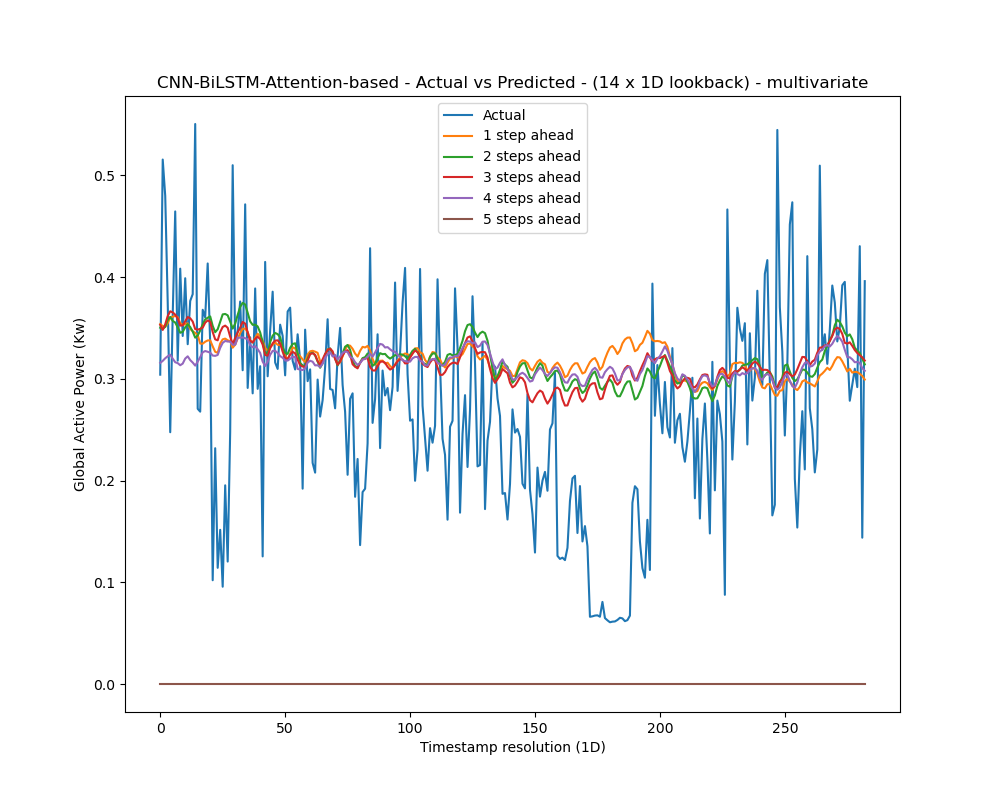 CNN-BiLSTM-Attention-based - Actual vs Predicted - (14 x 1D lookback) - multivariate
Actual
1 step ahead
2 steps ahead
3 steps ahead
4 steps ahead
5 steps ahead
Global Active Power (Kw)
0.5
0.4
0.3
0.2
0.1
0.0
0
50
100
150
200
250
Timestamp resolution (1D)